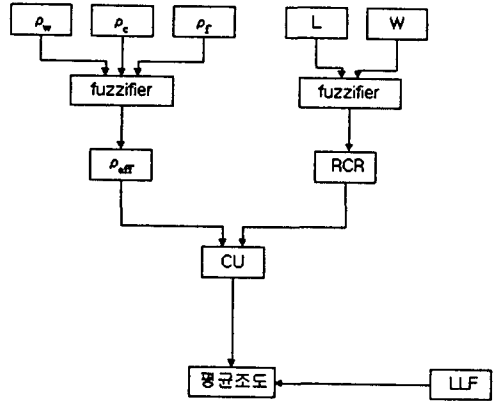 ρw ρc ρf L W
fuzzifier fuzzifier
ρeff RCR
CU
평균조도 LLF